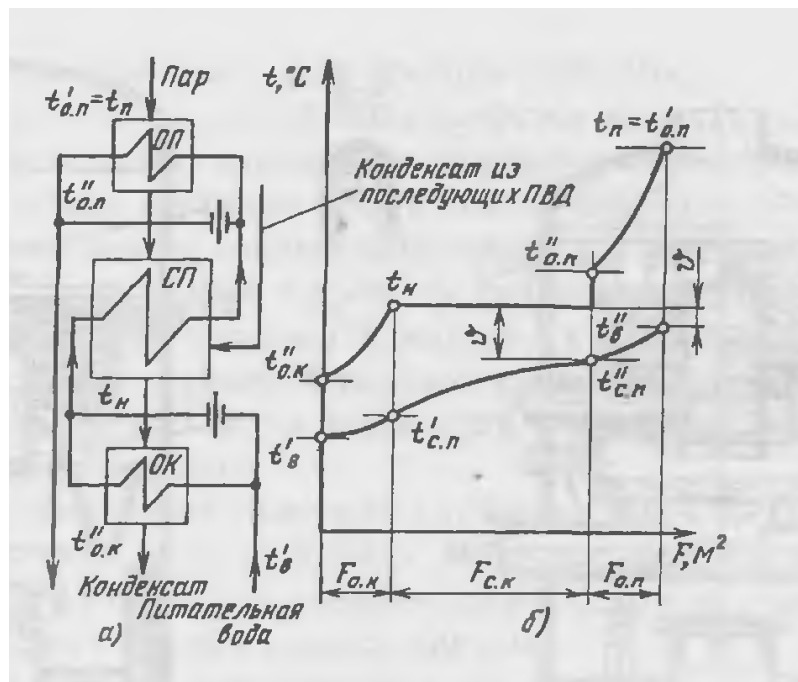 Пар
t'о.п=tп
ОП
t''о.п
Конденсат из
последующих ПВД
СП
tн
ОК
t''о.к
t'в
Конденсат
Питательная
вода
а)
t,°С
tп=t'о.п
t''о.п
ϑ
tн
ϑ
t''в
t''о.к
t''с.п
t'с.п
t'в
F,м²
Fо.к
Fс.к
Fо.п
б)